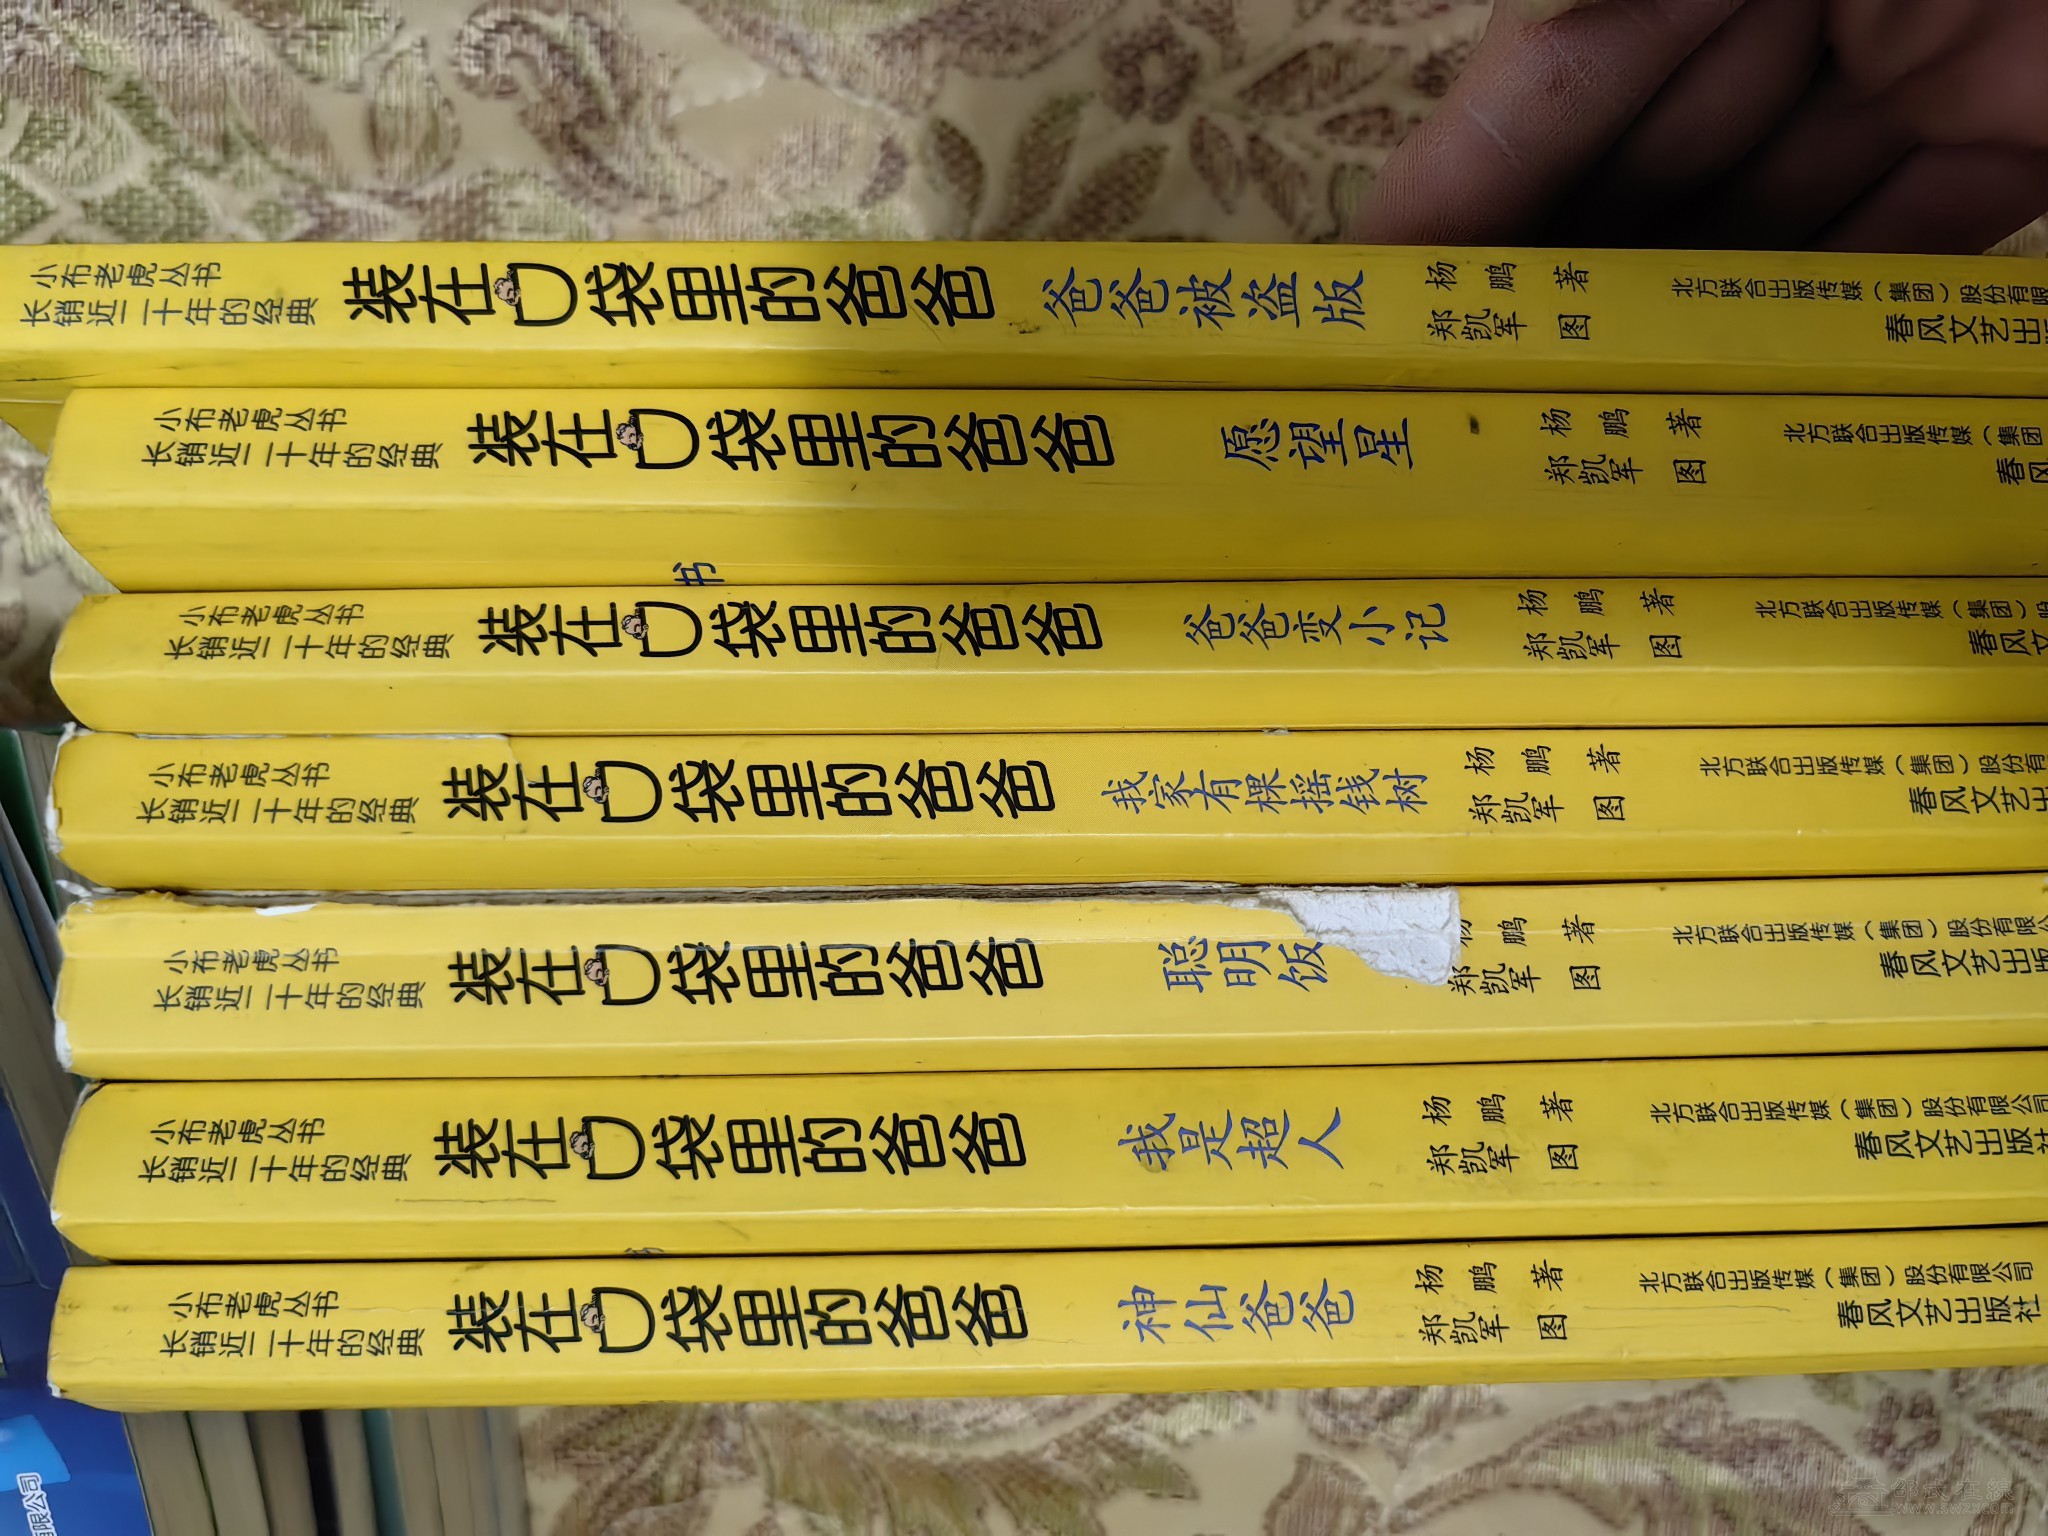 小布老虎丛书
长销近二十年的经典
装在口袋里的爸爸
爸爸被盗版
杨鹏 著
郑凯军 图
北方联合出版传媒（集团）股份有限
春风文艺出
小布老虎丛书
长销近二十年的经典
装在口袋里的爸爸
愿望星
杨鹏 著
郑凯军 图
北方联合出版传媒（集团
春风
书
小布老虎丛书
长销近二十年的经典
装在口袋里的爸爸
爸爸变小记
杨鹏 著
郑凯军 图
北方联合出版传媒（集团）股
春风文
小布老虎丛书
长销近二十年的经典
装在口袋里的爸爸
我家有棵摇钱树
杨鹏 著
郑凯军 图
北方联合出版传媒（集团）股份有
春风文艺出
小布老虎丛书
长销近二十年的经典
装在口袋里的爸爸
聪明饭
鹏 著
郑凯军 图
北方联合出版传媒（集团）股份有限
春风文艺出版
小布老虎丛书
长销近二十年的经典
装在口袋里的爸爸
我是超人
杨鹏 著
郑凯军 图
北方联合出版传媒（集团）股份有限公司
春风文艺出版社
小布老虎丛书
长销近二十年的经典
装在口袋里的爸爸
神仙爸爸
杨鹏 著
郑凯军 图
北方联合出版传媒（集团）股份有限公司
春风文艺出版社
有限公司
邵武在線
www.swzx.com